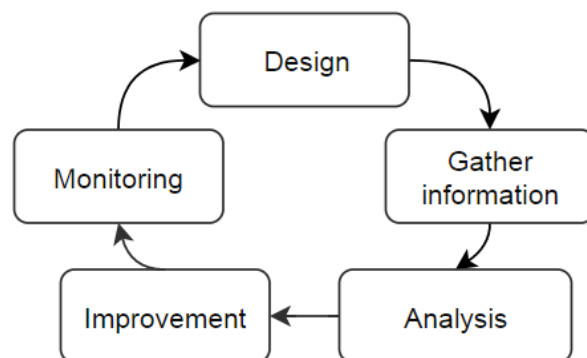 Design
Gather
information
Analysis
Improvement
Monitoring